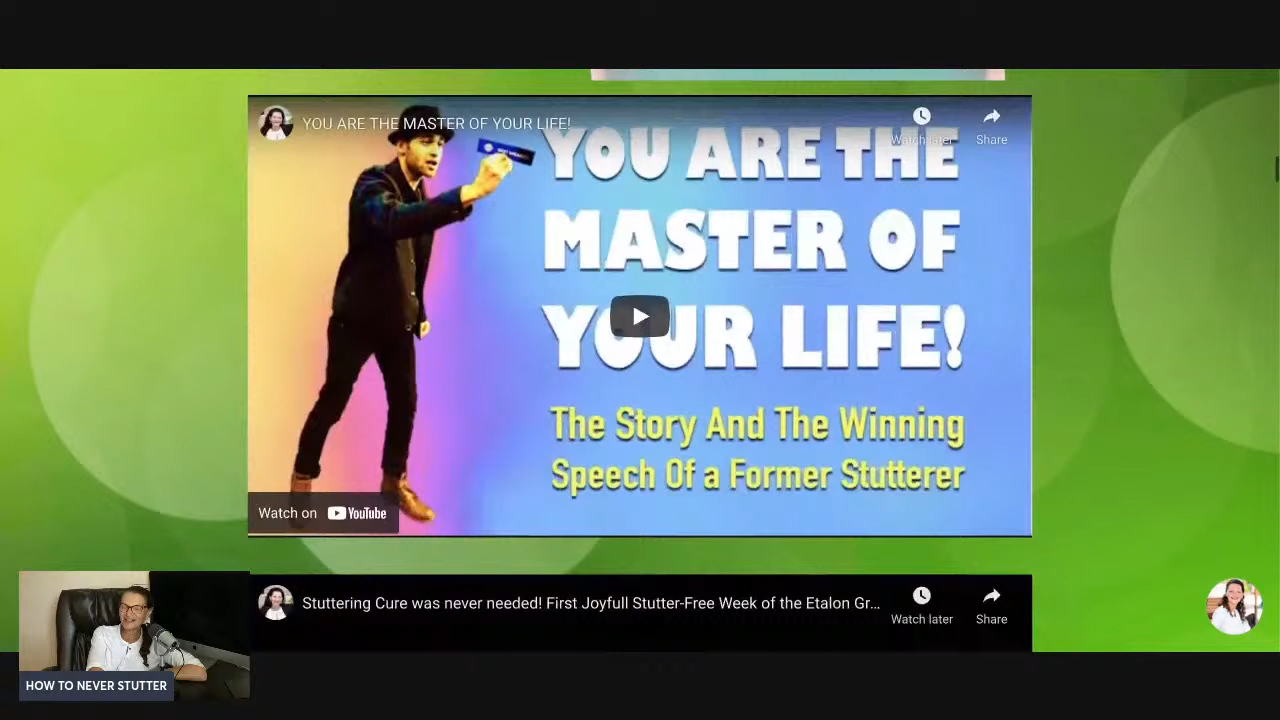 YOU ARE THE MASTER OF YOUR LIFE!
Watch later
Share
YOU ARE THE
MASTER OF
YOUR LIFE!
The Story And The Winning
Speech Of a Former Stutterer
Watch on YouTube
Stuttering Cure was never needed! First Joyfull Stutter-Free Week of the Etalon Gr...
Watch later
Share
HOW TO NEVER STUTTER